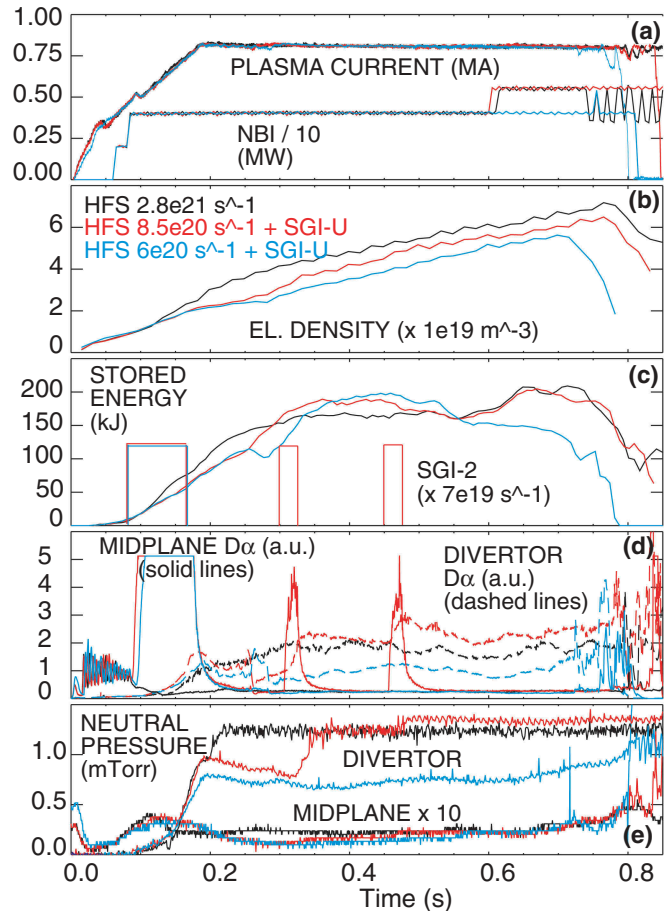 1.00
(a)
0.75
PLASMA CURRENT (MA)
0.50
0.25
NBI / 10
(MW)
0.00
HFS 2.8e21 s^-1
(b)
6
HFS 8.5e20 s^-1 + SGI-U
HFS 6e20 s^-1 + SGI-U
4
2
EL. DENSITY (x 1e19 m^-3)
0
STORED
(c)
200
ENERGY
(kJ)
150
100
SGI-2
50
(x 7e19 s^-1)
0
MIDPLANE Dα (a.u.)
(d)
5
(solid lines)
DIVERTOR
4
Dα (a.u.)
3
(dashed lines)
2
1
0
NEUTRAL
PRESSURE
1.0
(mTorr)
DIVERTOR
0.5
MIDPLANE x 10
(e)
0.0
0.0 0.2 0.4 0.6 0.8
Time (s)